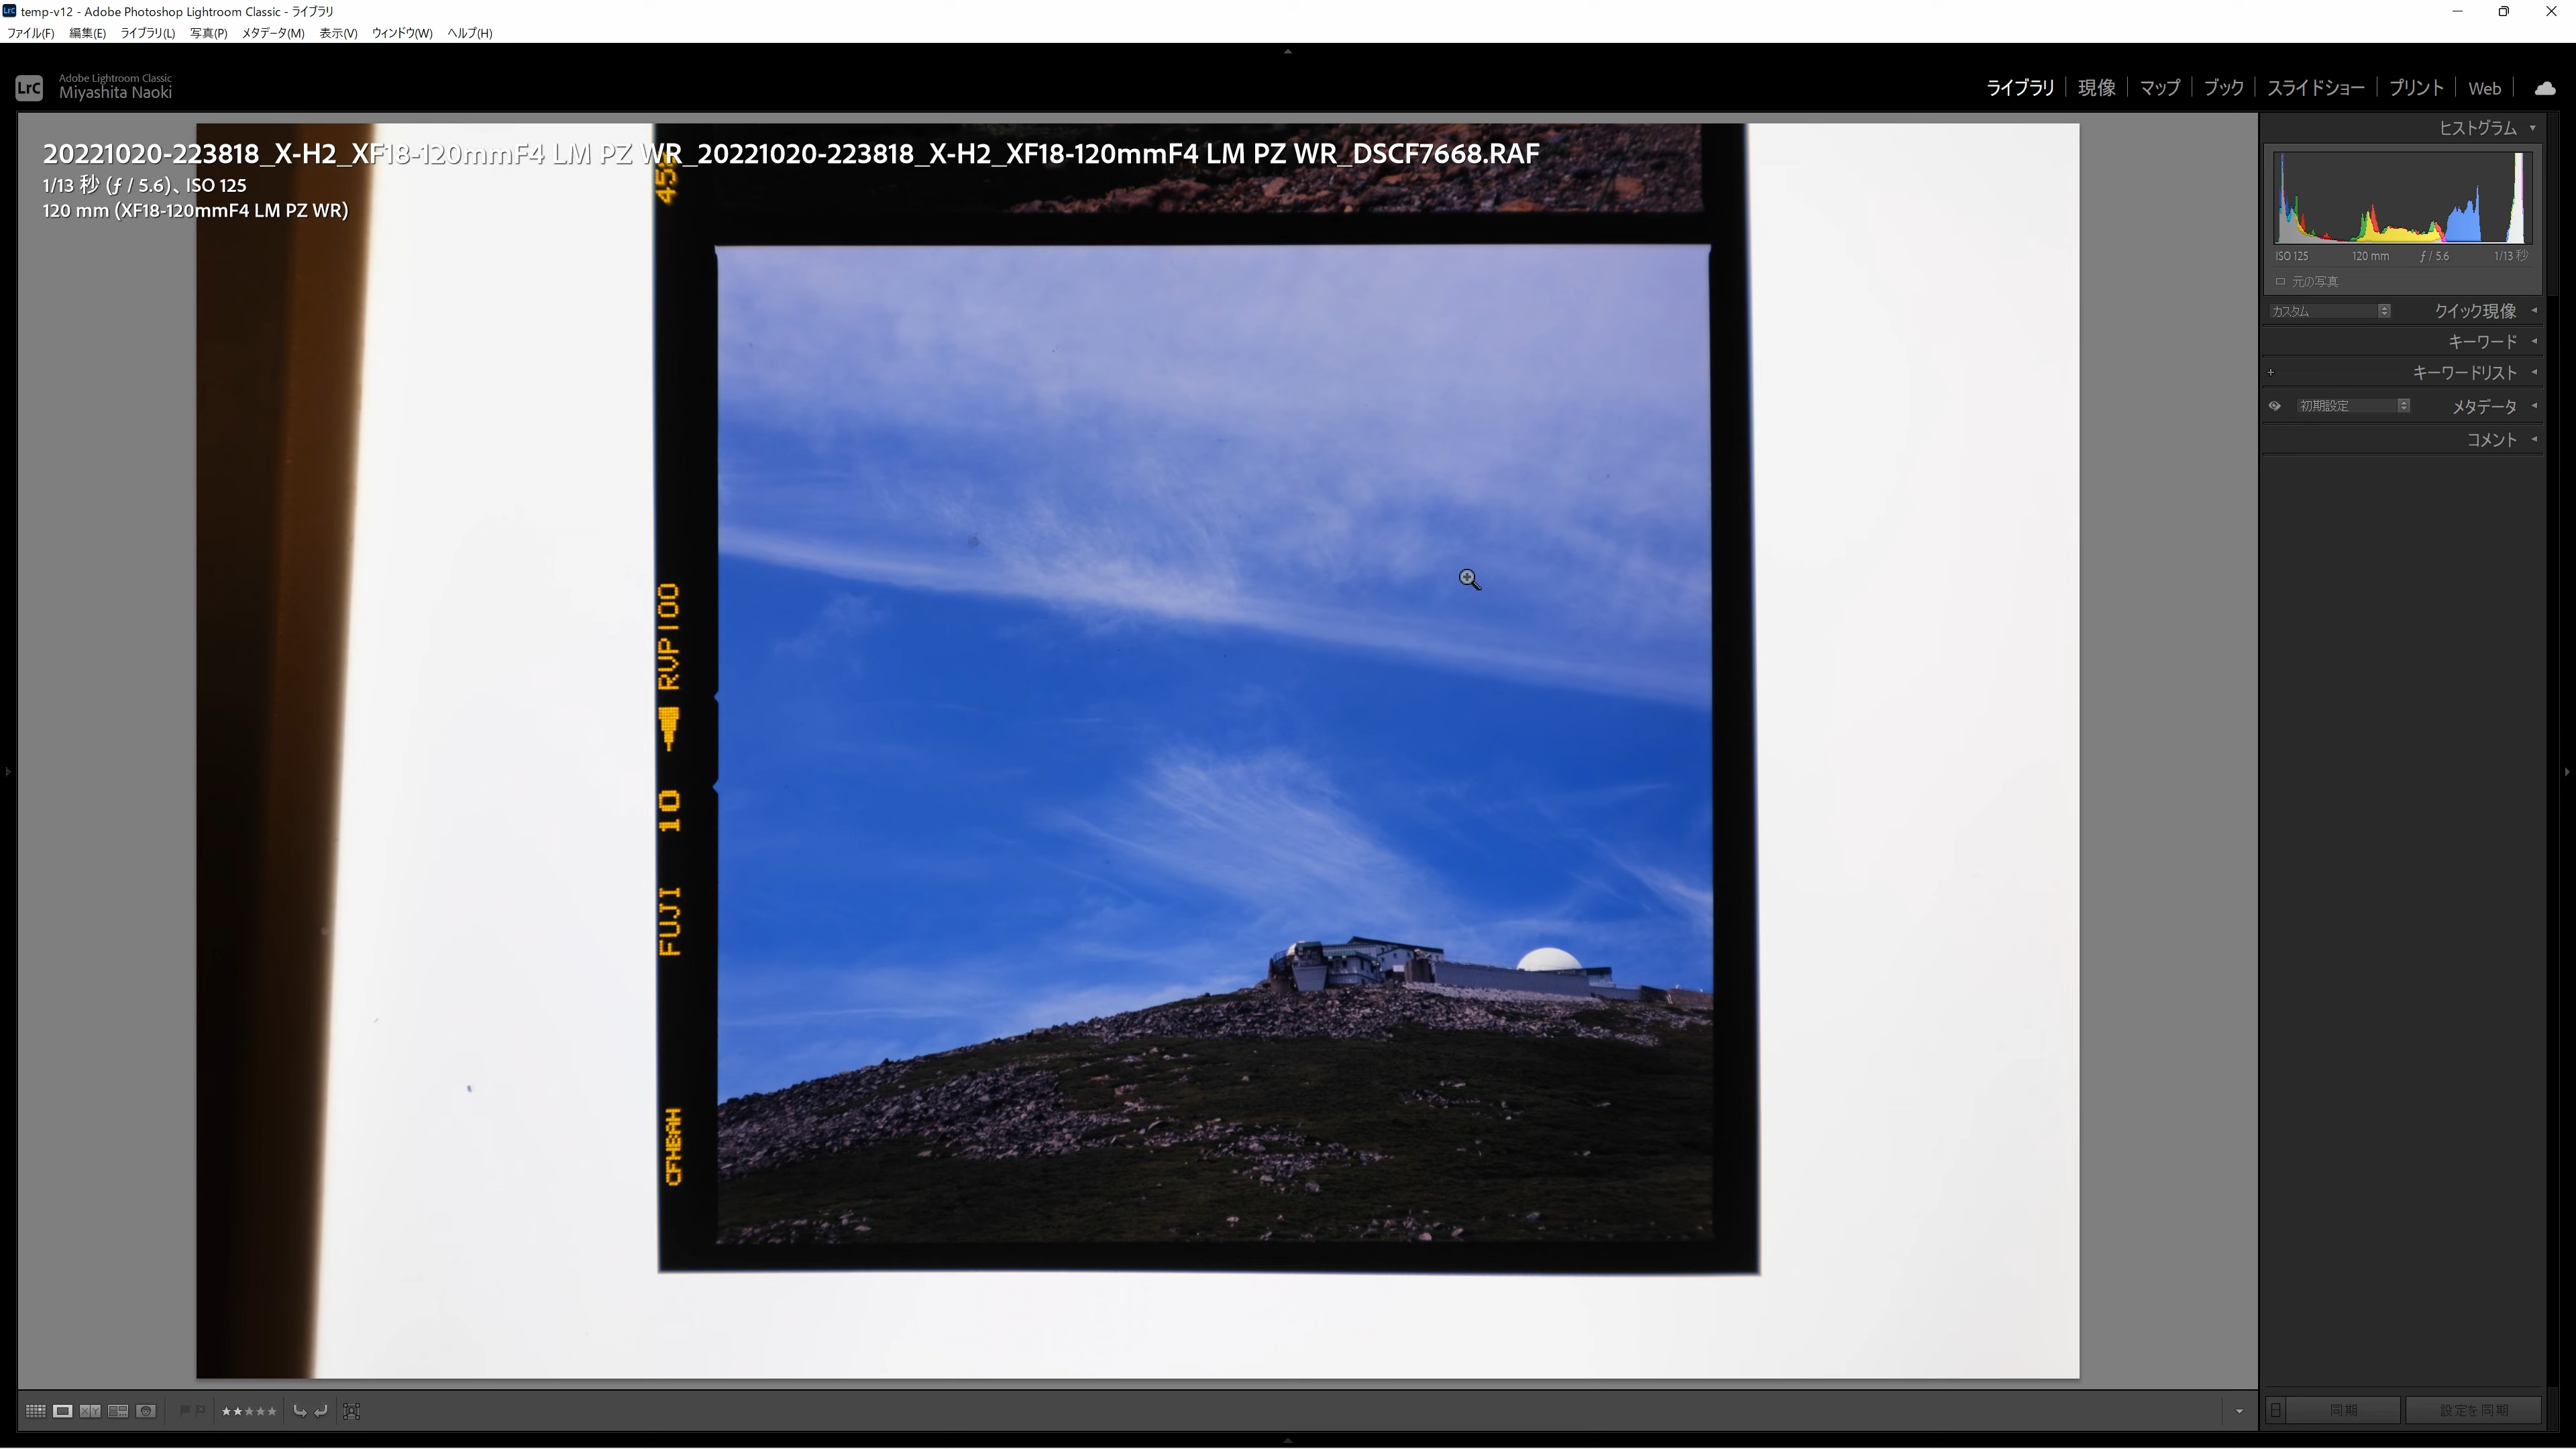 temp-v12 - Adobe Photoshop Lightroom Classic - ライブラリ
ファイル(F) 編集(E) ライブラリ(L) 写真(P) メタデータ(M) 表示(V) ウィンドウ(W) ヘルプ(H)
LrC
Adobe Lightroom Classic
Miyashita Naoki
ライブラリ 現像 マップ ブック スライドショー プリント Web
20221020-223818_X-H2_XF18-120mmF4 LM PZ WR_20221020-223818_X-H2_XF18-120mmF4 LM PZ WR_DSCF7668.RAF
1/13 秒 (ƒ / 5.6)、ISO 125
120 mm (XF18-120mmF4 LM PZ WR)
RVP100
10
FUJI
CFHBAH
ヒストグラム
ISO 125 120 mm ƒ / 5.6 1/13 秒
元の写真
カスタム クイック現像
キーワード
+ キーワードリスト
初期設定 メタデータ
コメント
XY
同期 設定を同期